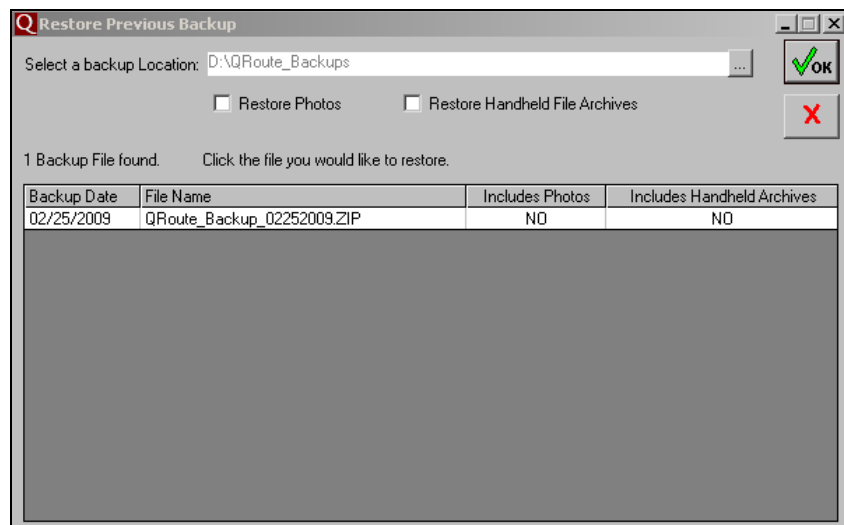 Q Restore Previous Backup
Select a backup Location: D:\QRoute_Backups ...
OK
Restore Photos Restore Handheld File Archives
X
1 Backup File found. Click the file you would like to restore.
Backup Date File Name Includes Photos Includes Handheld Archives
02/25/2009 QRoute_Backup_02252009.ZIP NO NO